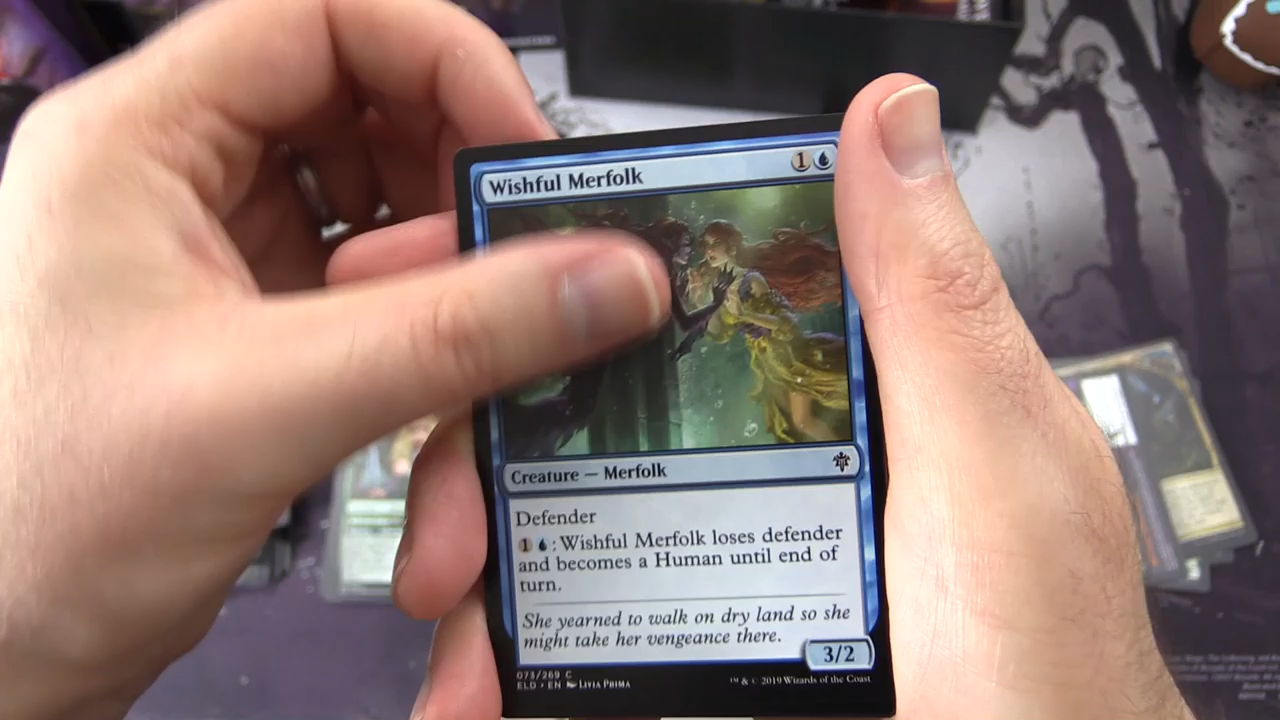 Wishful Merfolk 1
Creature — Merfolk
Defender
1 : Wishful Merfolk loses defender
and becomes a Human until end of
turn.
She yearned to walk on dry land so she
might take her vengeance there.
3/2
073/269 C
ELD • EN LIVIA PRIMA
™ & © 2019 Wizards of the Coast